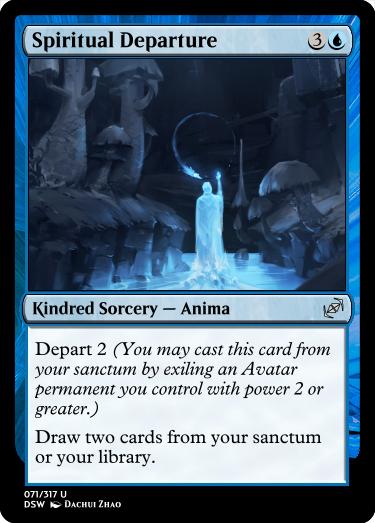 Spiritual Departure 3
Kindred Sorcery — Anima
Depart 2 (You may cast this card from
your sanctum by exiling an Avatar
permanent you control with power 2 or
greater.)
Draw two cards from your sanctum
or your library.
071/317 U
DSW Dachui Zhao